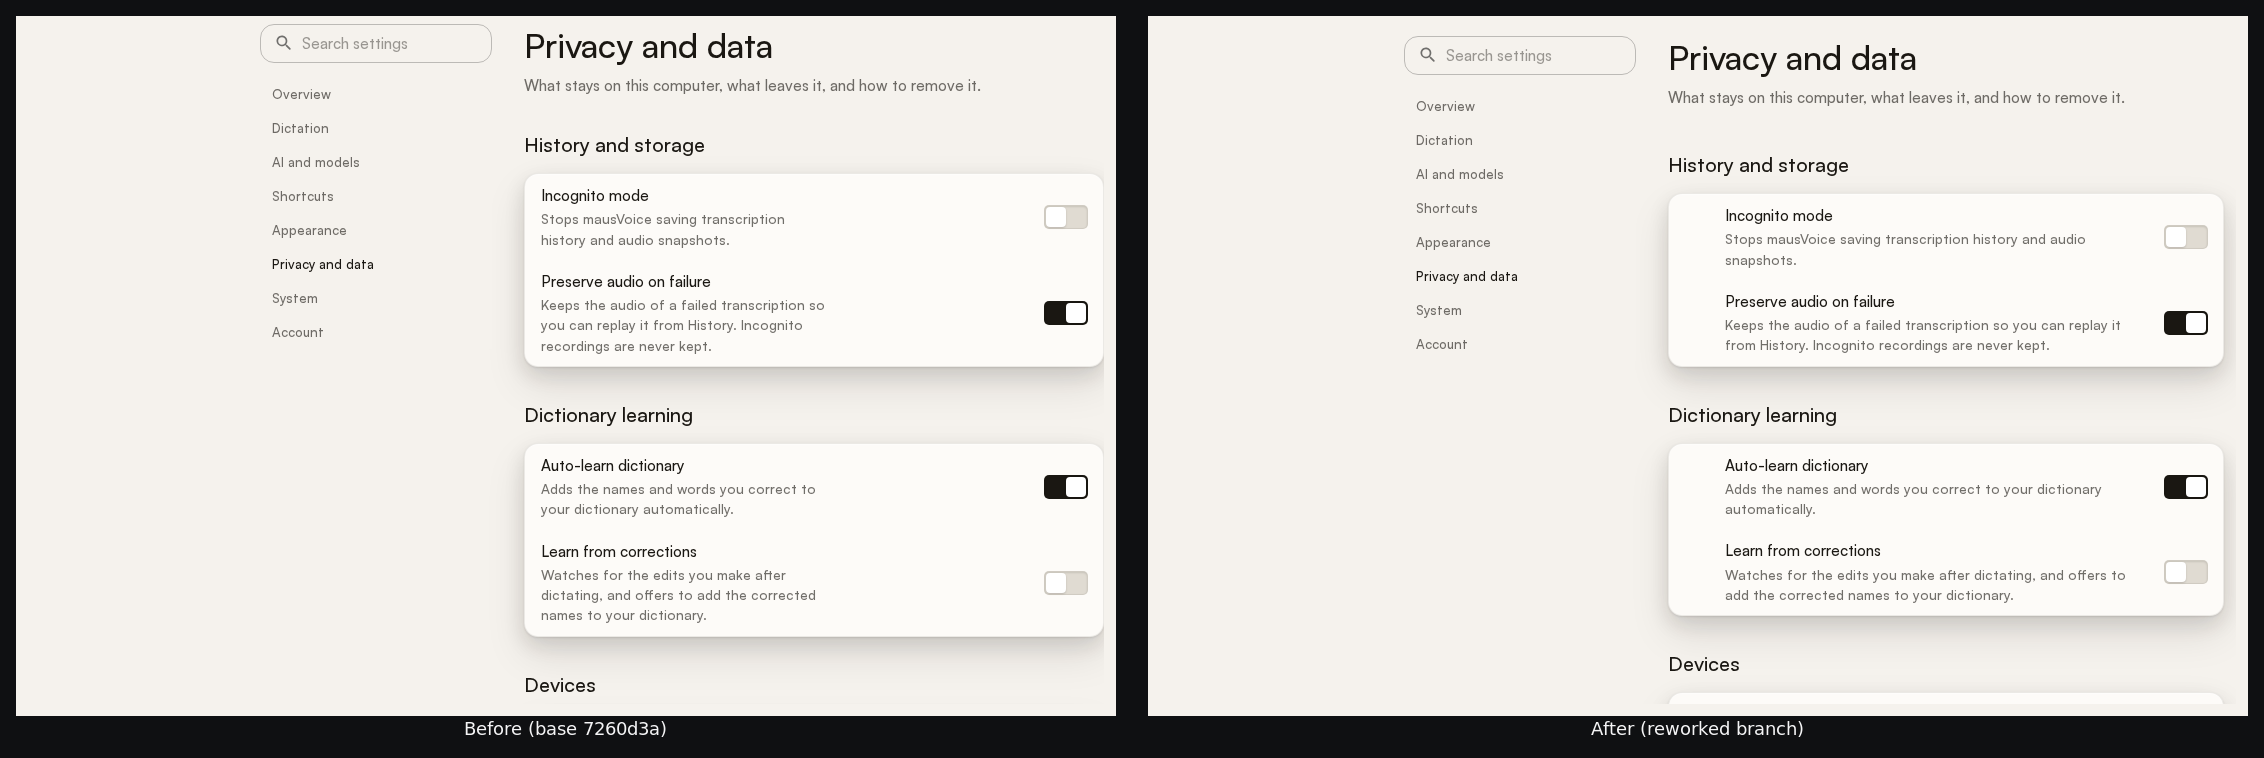 Search settings
Overview
Dictation
AI and models
Shortcuts
Appearance
Privacy and data
System
Account
Privacy and data
What stays on this computer, what leaves it, and how to remove it.
History and storage
Incognito mode
Stops mausVoice saving transcription
history and audio snapshots.
Preserve audio on failure
Keeps the audio of a failed transcription so
you can replay it from History. Incognito
recordings are never kept.
Dictionary learning
Auto-learn dictionary
Adds the names and words you correct to
your dictionary automatically.
Learn from corrections
Watches for the edits you make after
dictating, and offers to add the corrected
names to your dictionary.
Devices
Before (base 7260d3a)
Search settings
Overview
Dictation
AI and models
Shortcuts
Appearance
Privacy and data
System
Account
Privacy and data
What stays on this computer, what leaves it, and how to remove it.
History and storage
Incognito mode
Stops mausVoice saving transcription history and audio
snapshots.
Preserve audio on failure
Keeps the audio of a failed transcription so you can replay it
from History. Incognito recordings are never kept.
Dictionary learning
Auto-learn dictionary
Adds the names and words you correct to your dictionary
automatically.
Learn from corrections
Watches for the edits you make after dictating, and offers to
add the corrected names to your dictionary.
Devices
After (reworked branch)